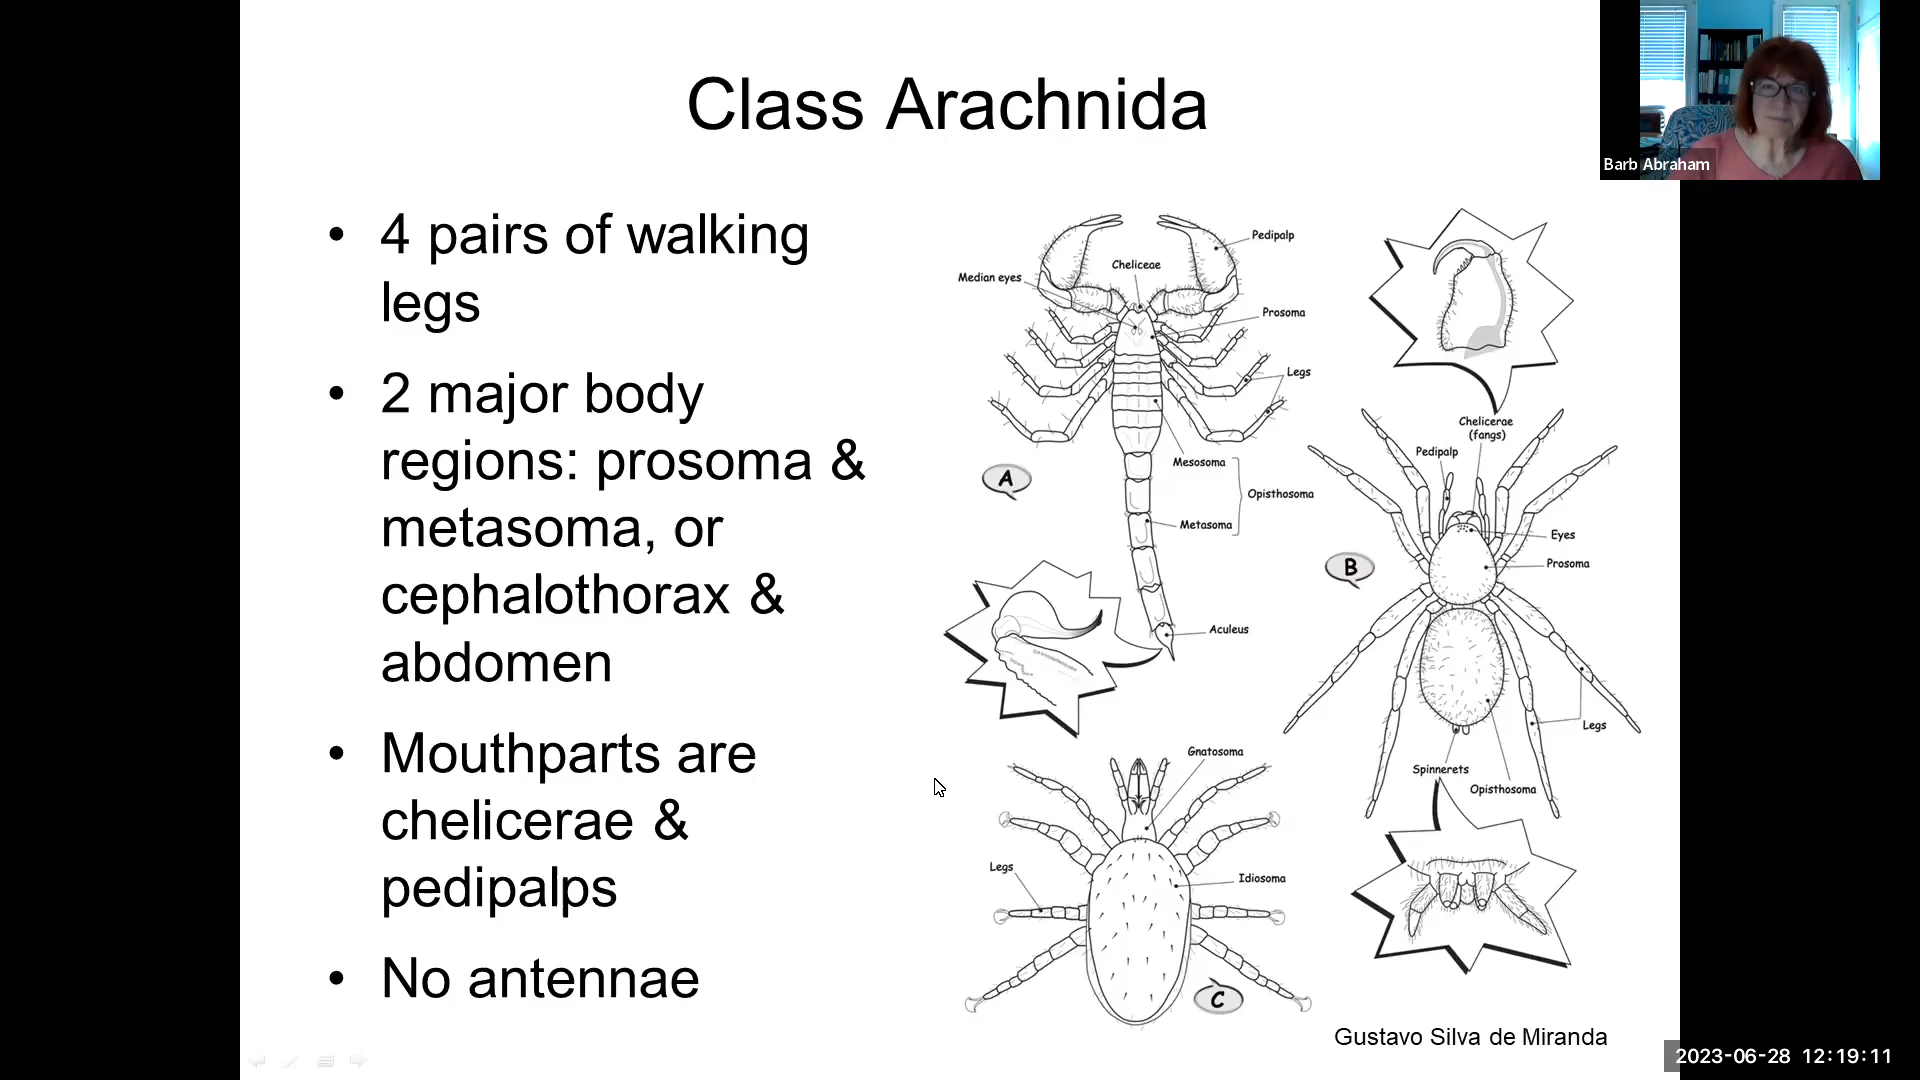 Class Arachnida
Barb Abraham
• 4 pairs of walking
legs
• 2 major body
regions: prosoma &
metasoma, or
cephalothorax &
abdomen
• Mouthparts are
chelicerae &
pedipalps
• No antennae
Pedipalp
Cheliceae
Median eyes
Prosoma
Legs
Mesosoma
Opisthosoma
Metasoma
A
Aculeus
Chelicerae
(fangs)
Pedipalp
Eyes
Prosoma
B
Legs
Spinnerets
Opisthosoma
Gnatosoma
Legs
Idiosoma
C
Gustavo Silva de Miranda
2023-06-28 12:19:11